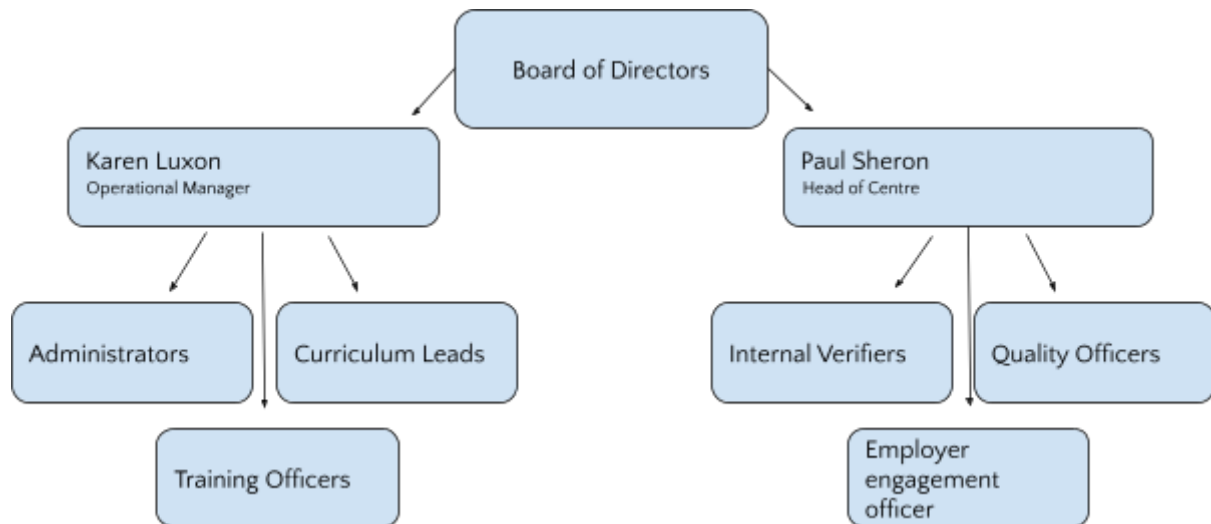 Board of Directors
Karen Luxon
Operational Manager
Paul Sheron
Head of Centre
Administrators
Curriculum Leads
Internal Verifiers
Quality Officers
Training Officers
Employer
engagement
officer